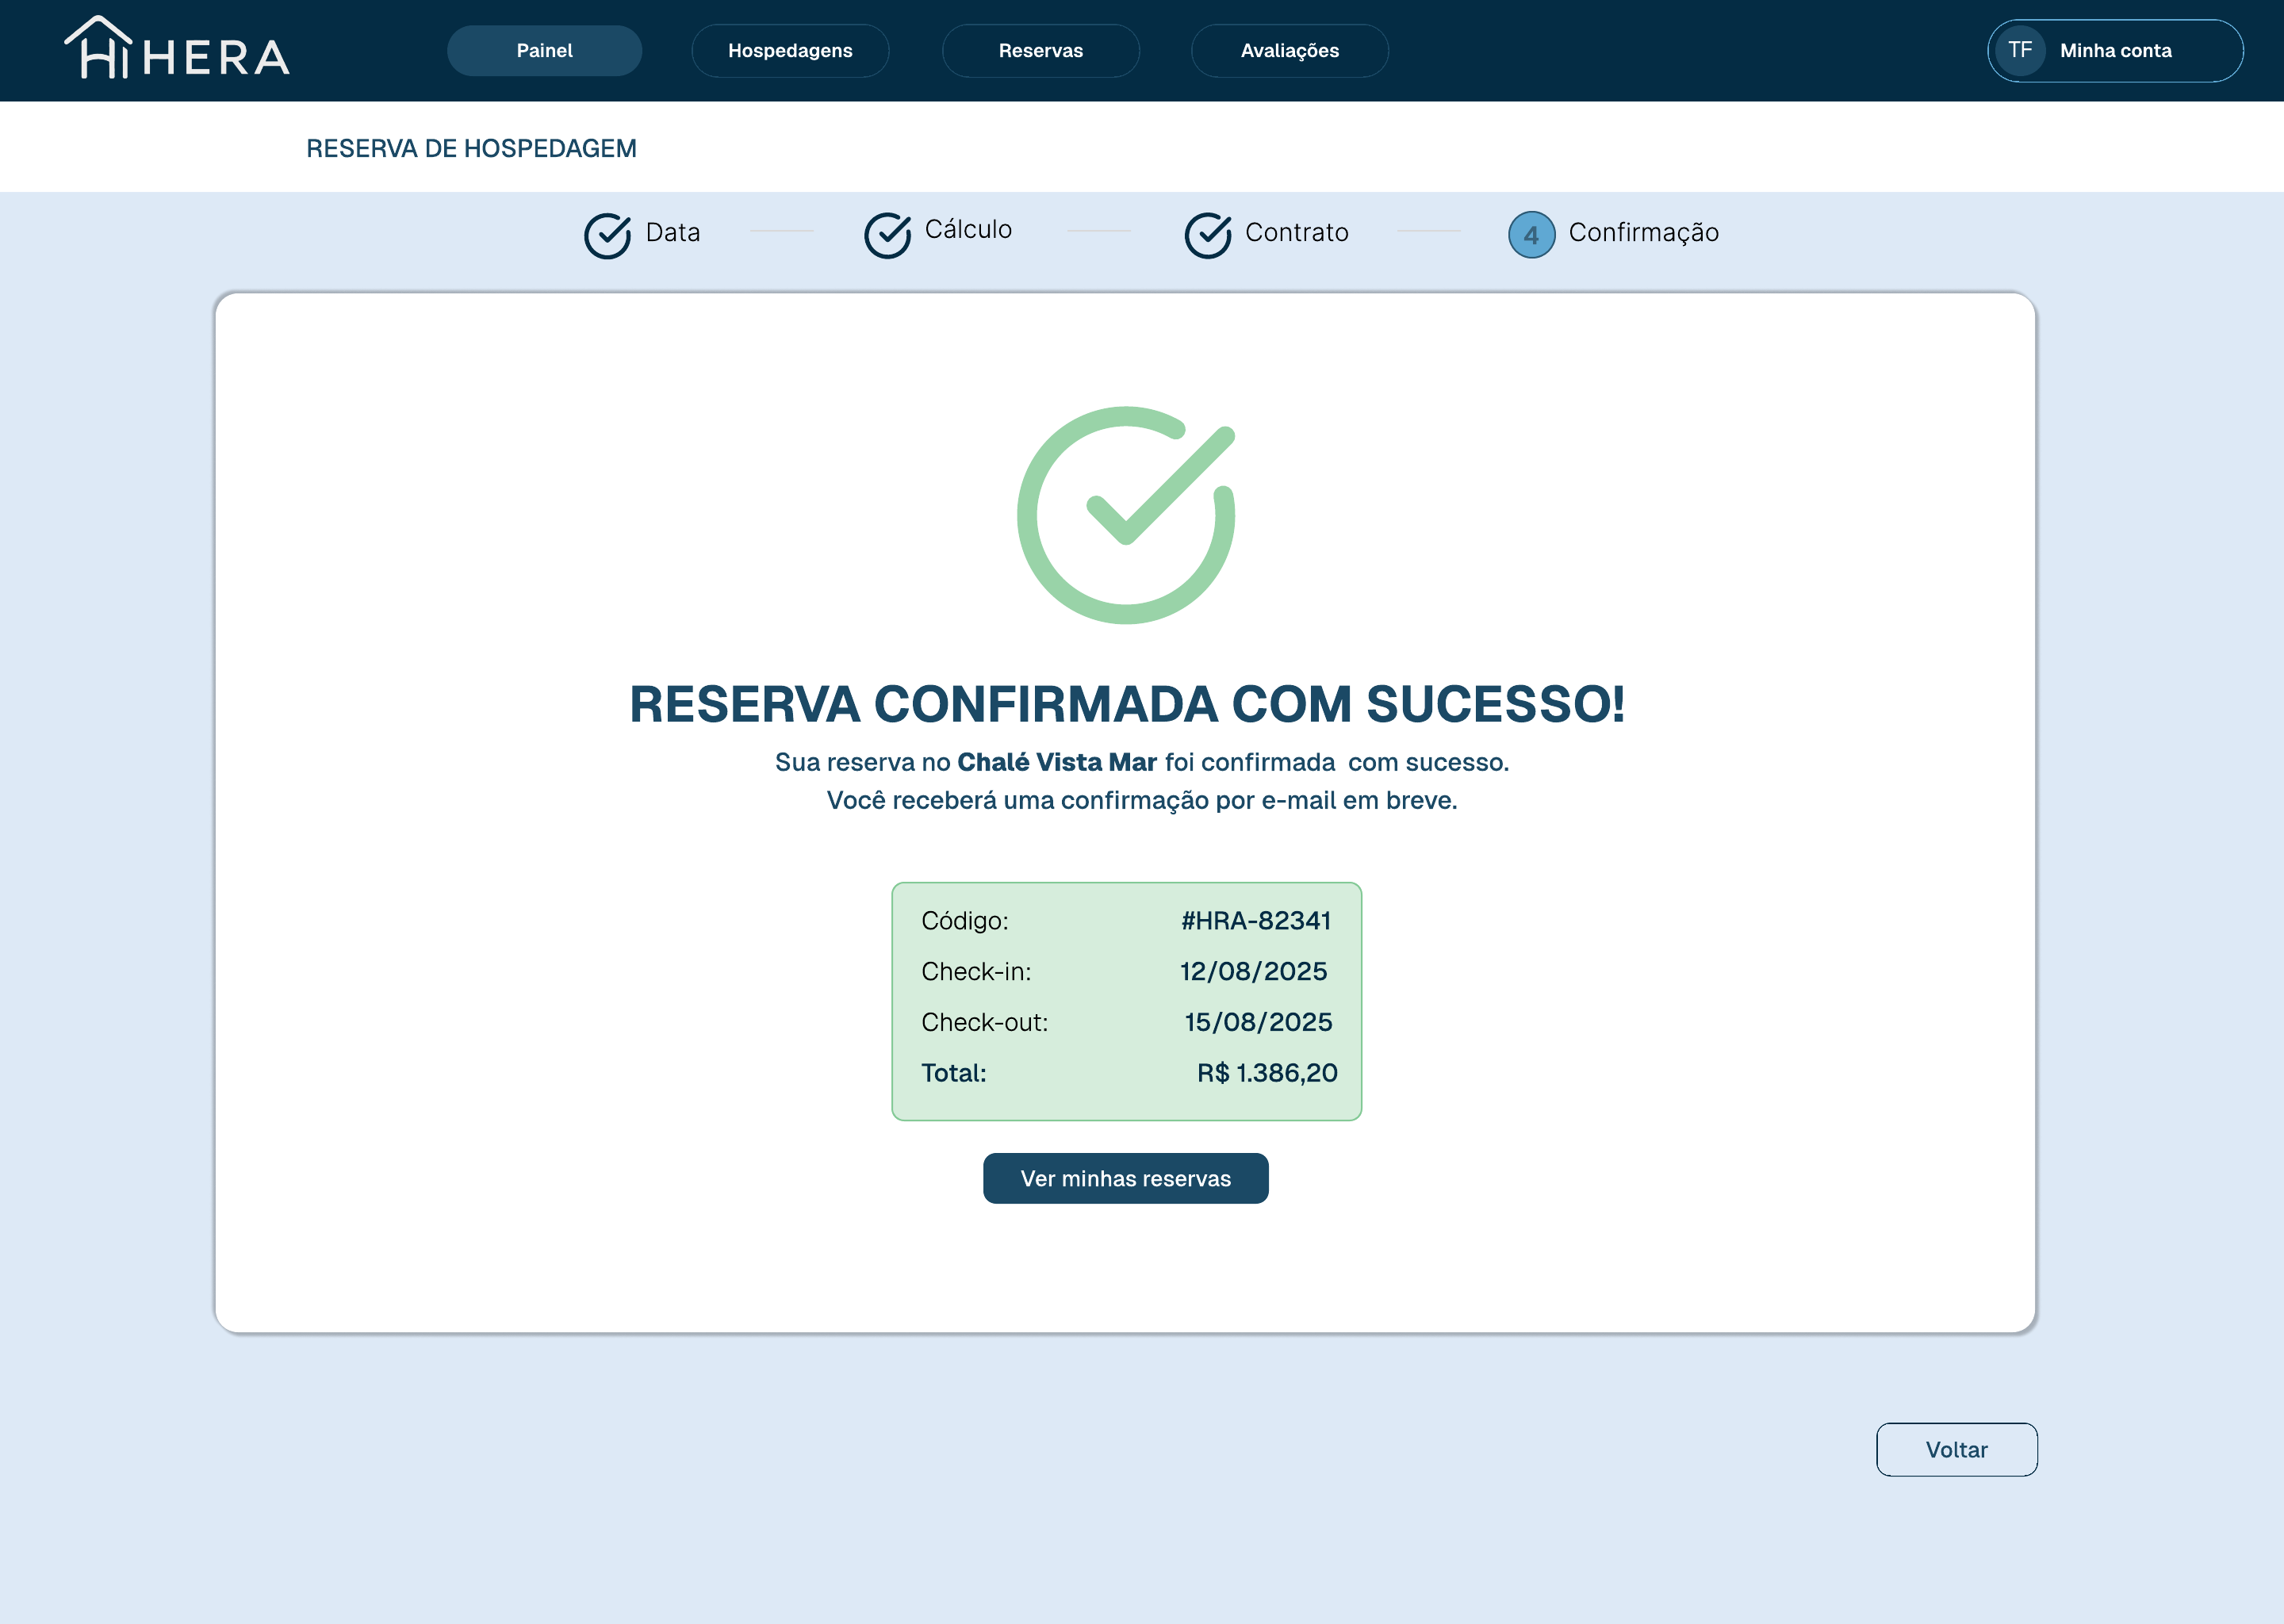 HERA
Painel
Hospedagens
Reservas
Avaliações
TF
Minha conta
RESERVA DE HOSPEDAGEM
Data
Cálculo
Contrato
4
Confirmação
RESERVA CONFIRMADA COM SUCESSO!
Sua reserva no Chalé Vista Mar foi confirmada  com sucesso.
Você receberá uma confirmação por e-mail em breve.
Código: #HRA-82341
Check-in: 12/08/2025
Check-out: 15/08/2025
Total: R$ 1.386,20
Ver minhas reservas
Voltar